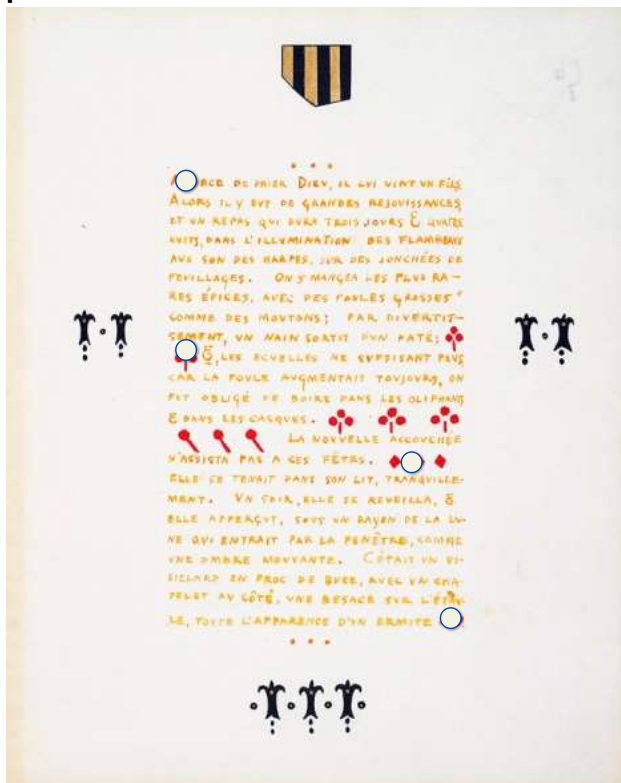 DE PRIER DIEU, IL LUI VINT UN FILS
ALORS IL Y EUT DE GRANDES REJOUISSANCES
ET UN REPAS QUI DURA TROIS JOURS & QUATRE
NUITS, DANS L'ILLUMINATION DES FLAMBEAUX
AUX SON DES HARPES, SUR DES JONCHÉES DE
FEUILLAGES. ON Y MANGEA LES PLUS RA-
RES ÉPICES, AVEC DES POULES GROSSES
COMME DES MOUTONS; PAR DIVERTIS-
SEMENT, UN NAIN SORTIT D'UN PATÉ;
&, LES ECUELLES NE SUFFISANT PLUS
CAR LA FOULE AUGMENTAIT TOUJOURS, ON
FUT OBLIGÉ DE BOIRE DANS LES OLIPHANTS
& DANS LES CASQUES.
LA NOUVELLE ACCOUCHÉE
N'ASSISTA PAS A CES FÊTES.
ELLE SE TENAIT DANS SON LIT, TRANQUILLE-
MENT. UN SOIR, ELLE SE REVEILLA, &
ELLE APPERÇUT, SOUS UN RAYON DE LA LU-
NE QUI ENTRAIT PAR LA FENÊTRE, COMME
UNE OMBRE MOUVANTE. C'ÉTAIT UN VI-
EILLARD EN FROC DE BURE, AVEC UN CHA-
PELET AU CÔTÉ, UNE BESACE SUR L'ÉPAU-
LE, TOUTE L'APPARENCE D'UN ERMITE